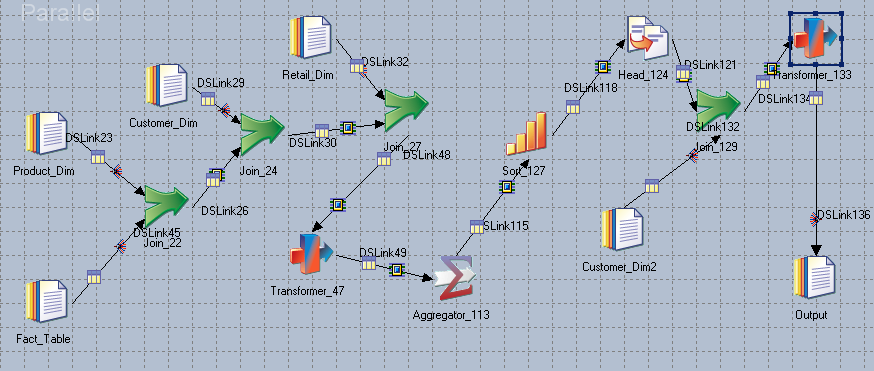 Parallel
Retail_Dim
DSLink32
Head_124
DSLink121
Transformer_133
DSLink29
DSLink118
DSLink134
Customer_Dim
DSLink132
DSLink23
DSLink30
Join_27
Join_129
DSLink48
Product_Dim
Join_24
Sort_127
DSLink26
DSLink136
DSLink45
DSLink115
Join_22
DSLink49
Customer_Dim2
Transformer_47
Aggregator_113
Output
Fact_Table